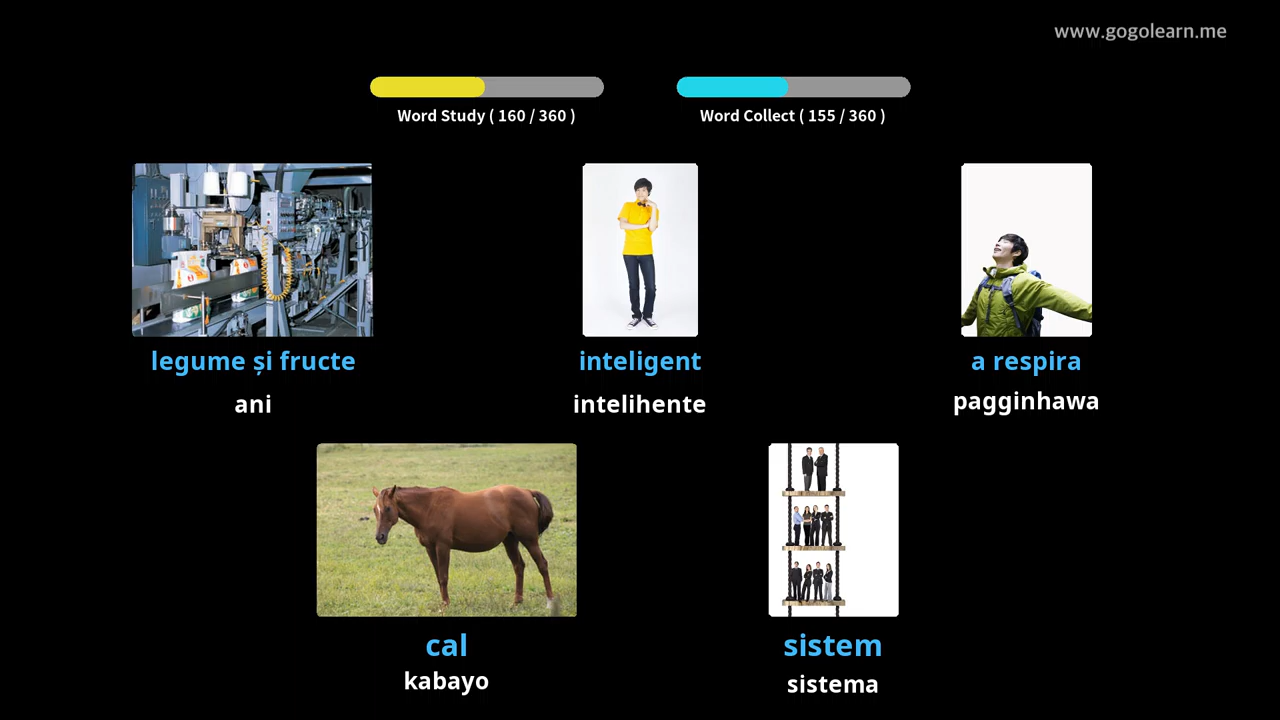 www.gogolearn.me
Word Study ( 160 / 360 )
Word Collect ( 155 / 360 )
legume și fructe
ani
inteligent
intelihente
a respira
pagginhawa
cal
kabayo
sistem
sistema